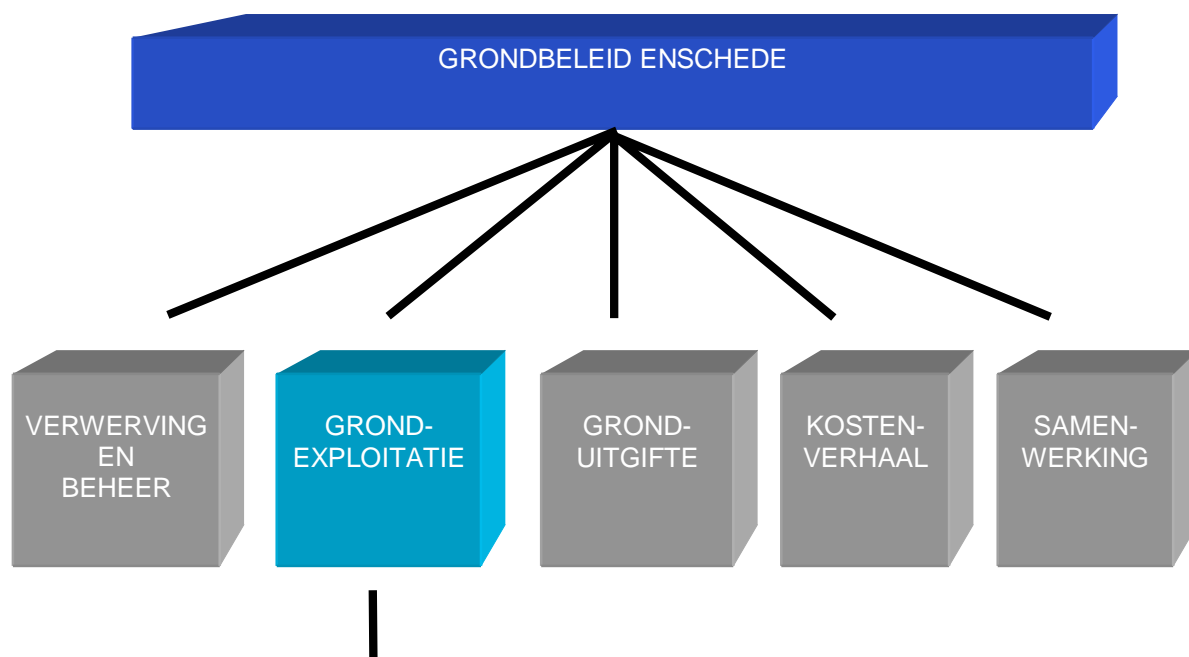 GRONDBELEID ENSCHEDE
VERWERVING
EN
BEHEER
GROND-
EXPLOITATIE
GROND-
UITGIFTE
KOSTEN-
VERHAAL
SAMEN-
WERKING